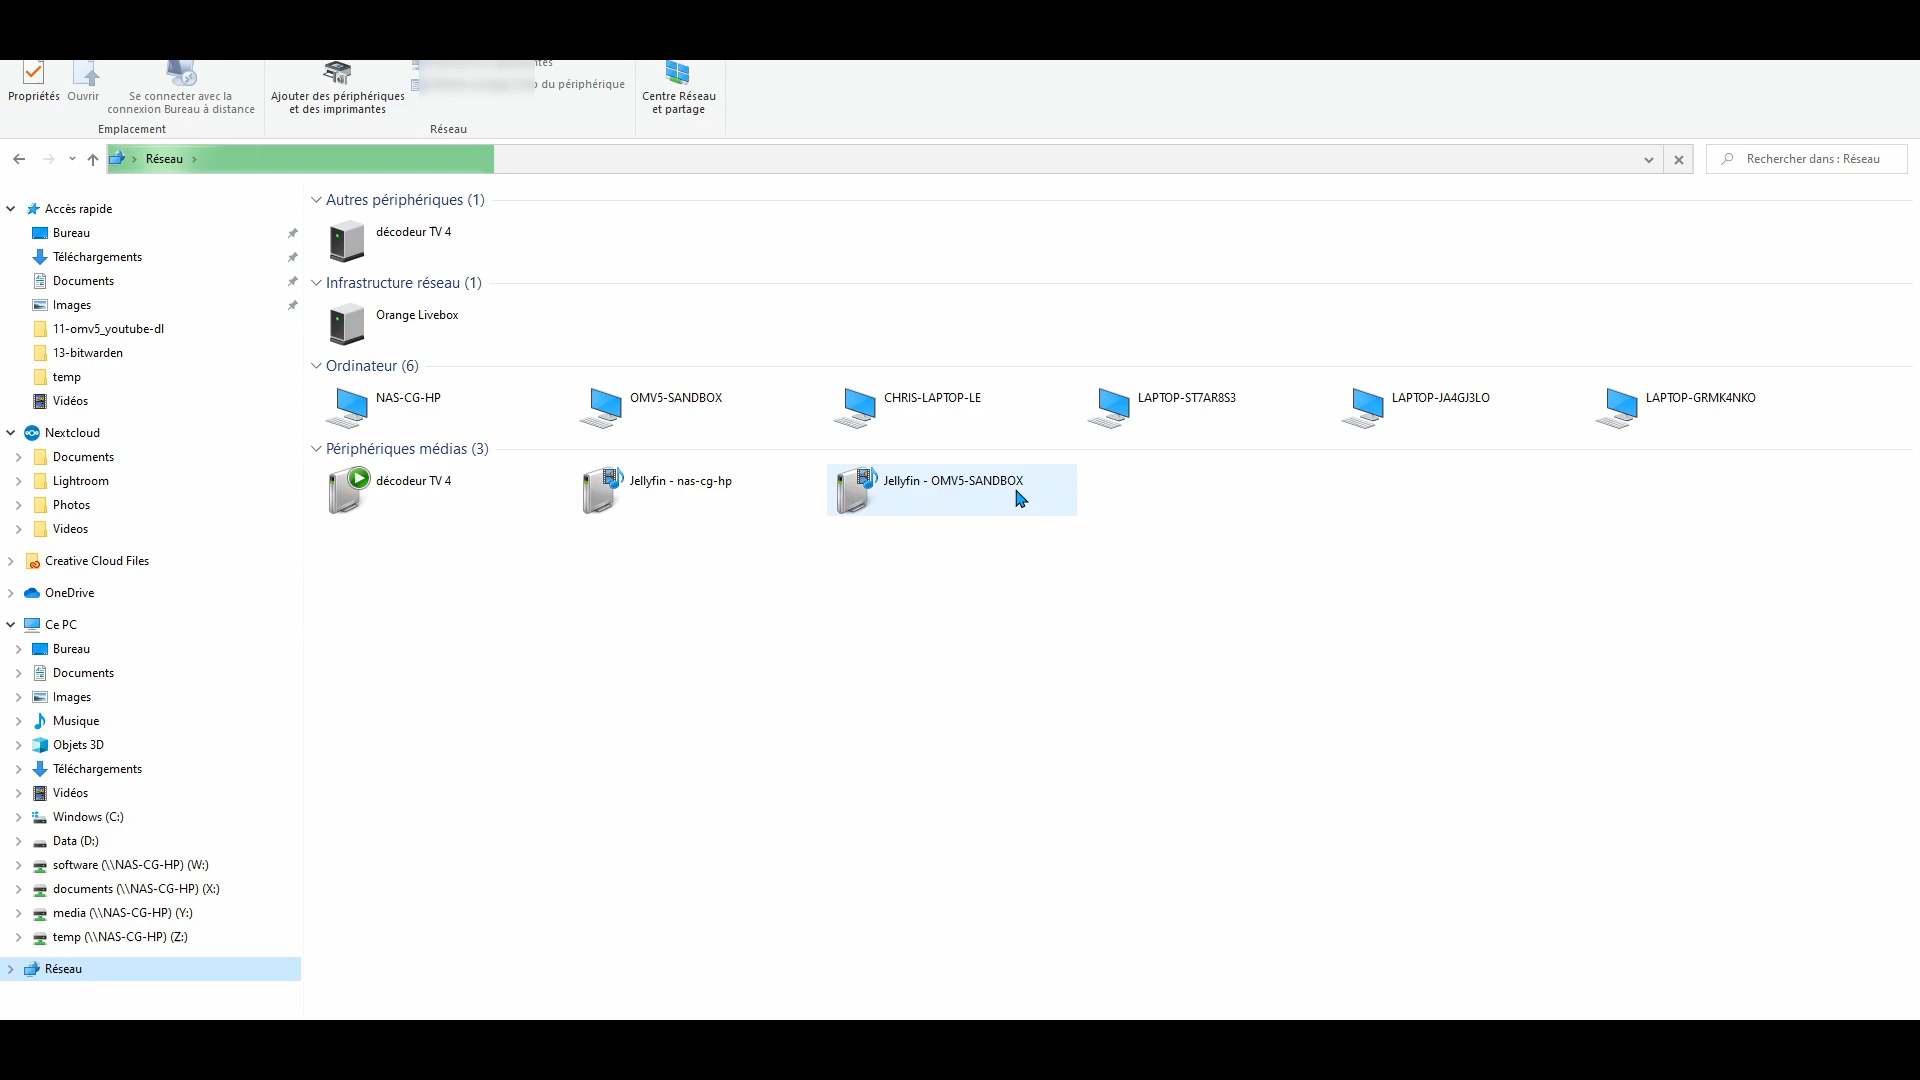 ntes
du périphérique
Propriétés
Ouvrir
Se connecter avec la
connexion Bureau à distance
Ajouter des périphériques
et des imprimantes
Centre Réseau
et partage
Emplacement
Réseau
Réseau
Rechercher dans : Réseau
Accès rapide
Bureau
Téléchargements
Documents
Images
11-omv5_youtube-dl
13-bitwarden
temp
Vidéos
Nextcloud
Documents
Lightroom
Photos
Videos
Creative Cloud Files
OneDrive
Ce PC
Bureau
Documents
Images
Musique
Objets 3D
Téléchargements
Vidéos
Windows (C:)
Data (D:)
software (\\NAS-CG-HP) (W:)
documents (\\NAS-CG-HP) (X:)
media (\\NAS-CG-HP) (Y:)
temp (\\NAS-CG-HP) (Z:)
Réseau
Autres périphériques (1)
décodeur TV 4
Infrastructure réseau (1)
Orange Livebox
Ordinateur (6)
NAS-CG-HP
OMV5-SANDBOX
CHRIS-LAPTOP-LE
LAPTOP-ST7AR8S3
LAPTOP-JA4GJ3LO
LAPTOP-GRMK4NKO
Périphériques médias (3)
décodeur TV 4
Jellyfin - nas-cg-hp
Jellyfin - OMV5-SANDBOX